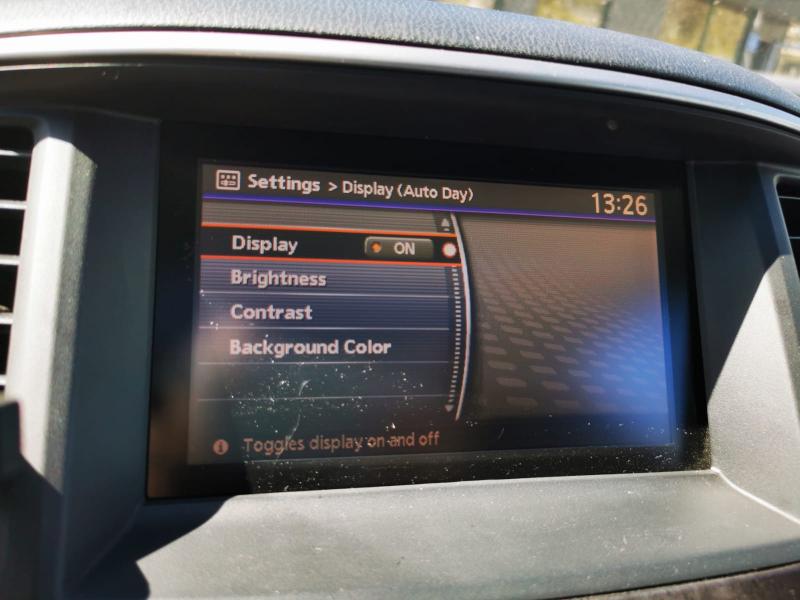 Settings > Display (Auto Day)
13:26
Display ON
Brightness
Contrast
Background Color
Toggles display on and off